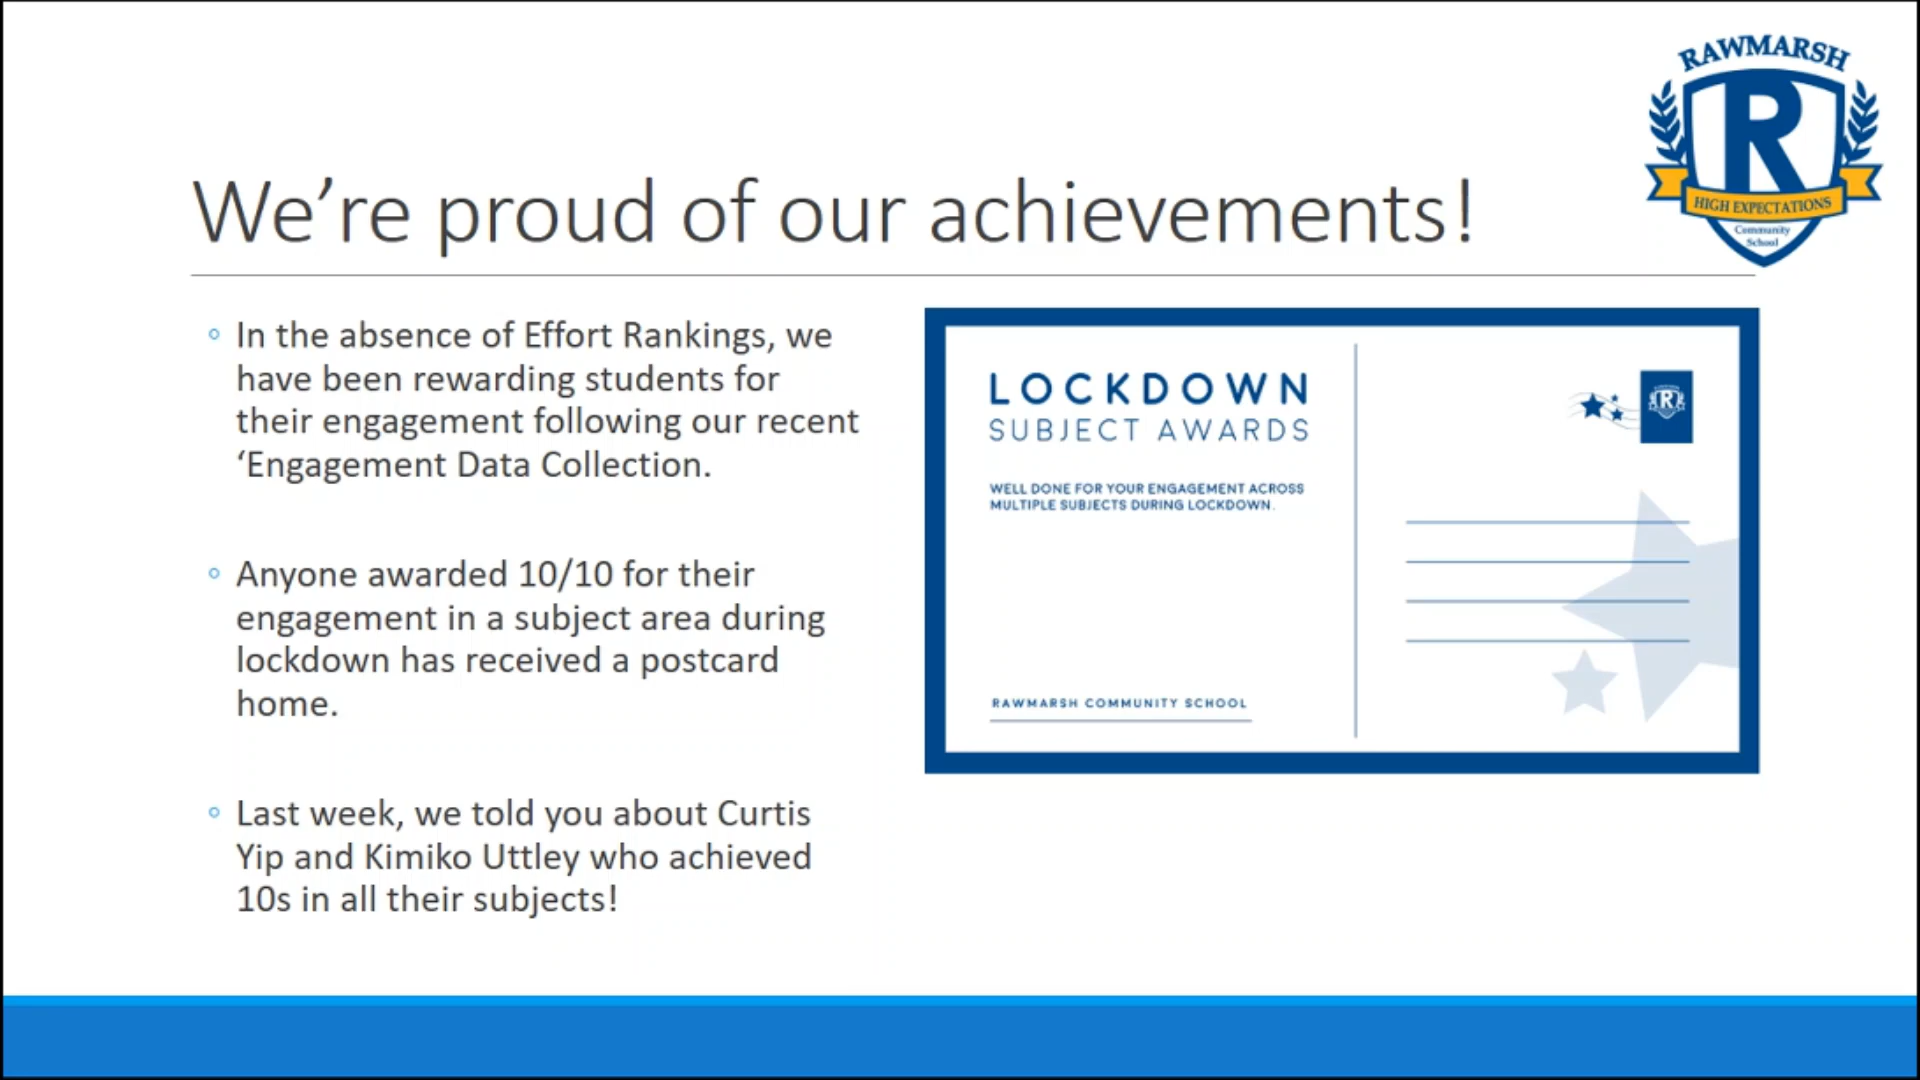 RAWMARSH
R
HIGH EXPECTATIONS
Community
School
We’re proud of our achievements!
In the absence of Effort Rankings, we
have been rewarding students for
their engagement following our recent
‘Engagement Data Collection.
Anyone awarded 10/10 for their
engagement in a subject area during
lockdown has received a postcard
home.
Last week, we told you about Curtis
Yip and Kimiko Uttley who achieved
10s in all their subjects!
LOCKDOWN
SUBJECT AWARDS
WELL DONE FOR YOUR ENGAGEMENT ACROSS
MULTIPLE SUBJECTS DURING LOCKDOWN.
RAWMARSH COMMUNITY SCHOOL
R